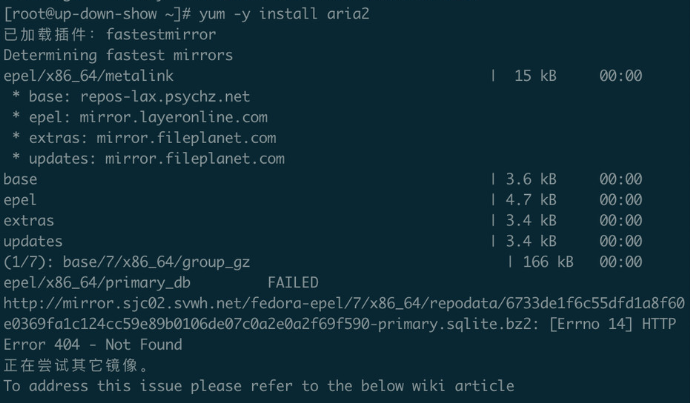 [root@up-down-show ~]# yum -y install aria2
已加载插件：fastestmirror
Determining fastest mirrors
epel/x86_64/metalink | 15 kB 00:00
* base: repos-lax.psychz.net
* epel: mirror.layeronline.com
* extras: mirror.fileplanet.com
* updates: mirror.fileplanet.com
base | 3.6 kB 00:00
epel | 4.7 kB 00:00
extras | 3.4 kB 00:00
updates | 3.4 kB 00:00
(1/7): base/7/x86_64/group_gz | 166 kB 00:00
epel/x86_64/primary_db FAILED
http://mirror.sjc02.svwh.net/fedora-epel/7/x86_64/repodata/6733de1f6c55dfd1a8f60
e0369fa1c124cc59e89b0106de07c0a2e0a2f69f590-primary.sqlite.bz2: [Errno 14] HTTP
Error 404 - Not Found
正在尝试其它镜像。
To address this issue please refer to the below wiki article